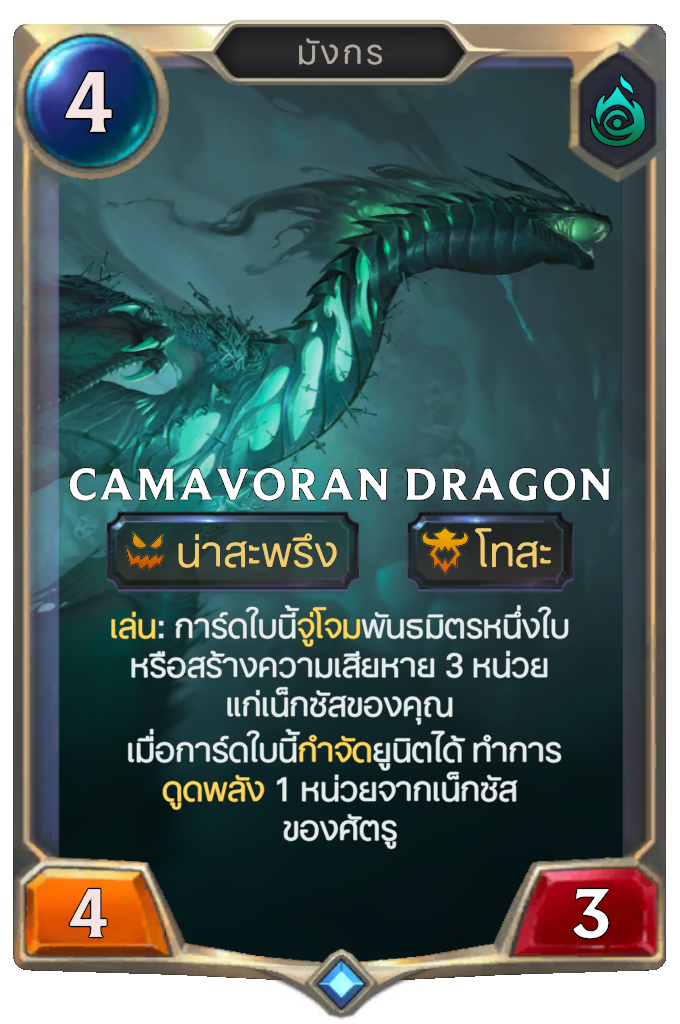 มังกร
4
CAMAVORAN DRAGON
น่าสะพรึง โทสะ
เล่น: การ์ดใบนี้จู่โจมพันธมิตรหนึ่งใบ
หรือสร้างความเสียหาย 3 หน่วย
แก่เน็กซัสของคุณ
เมื่อการ์ดใบนี้กำจัดยูนิตได้ ทำการ
ดูดพลัง 1 หน่วยจากเน็กซัส
ของศัตรู
4 3